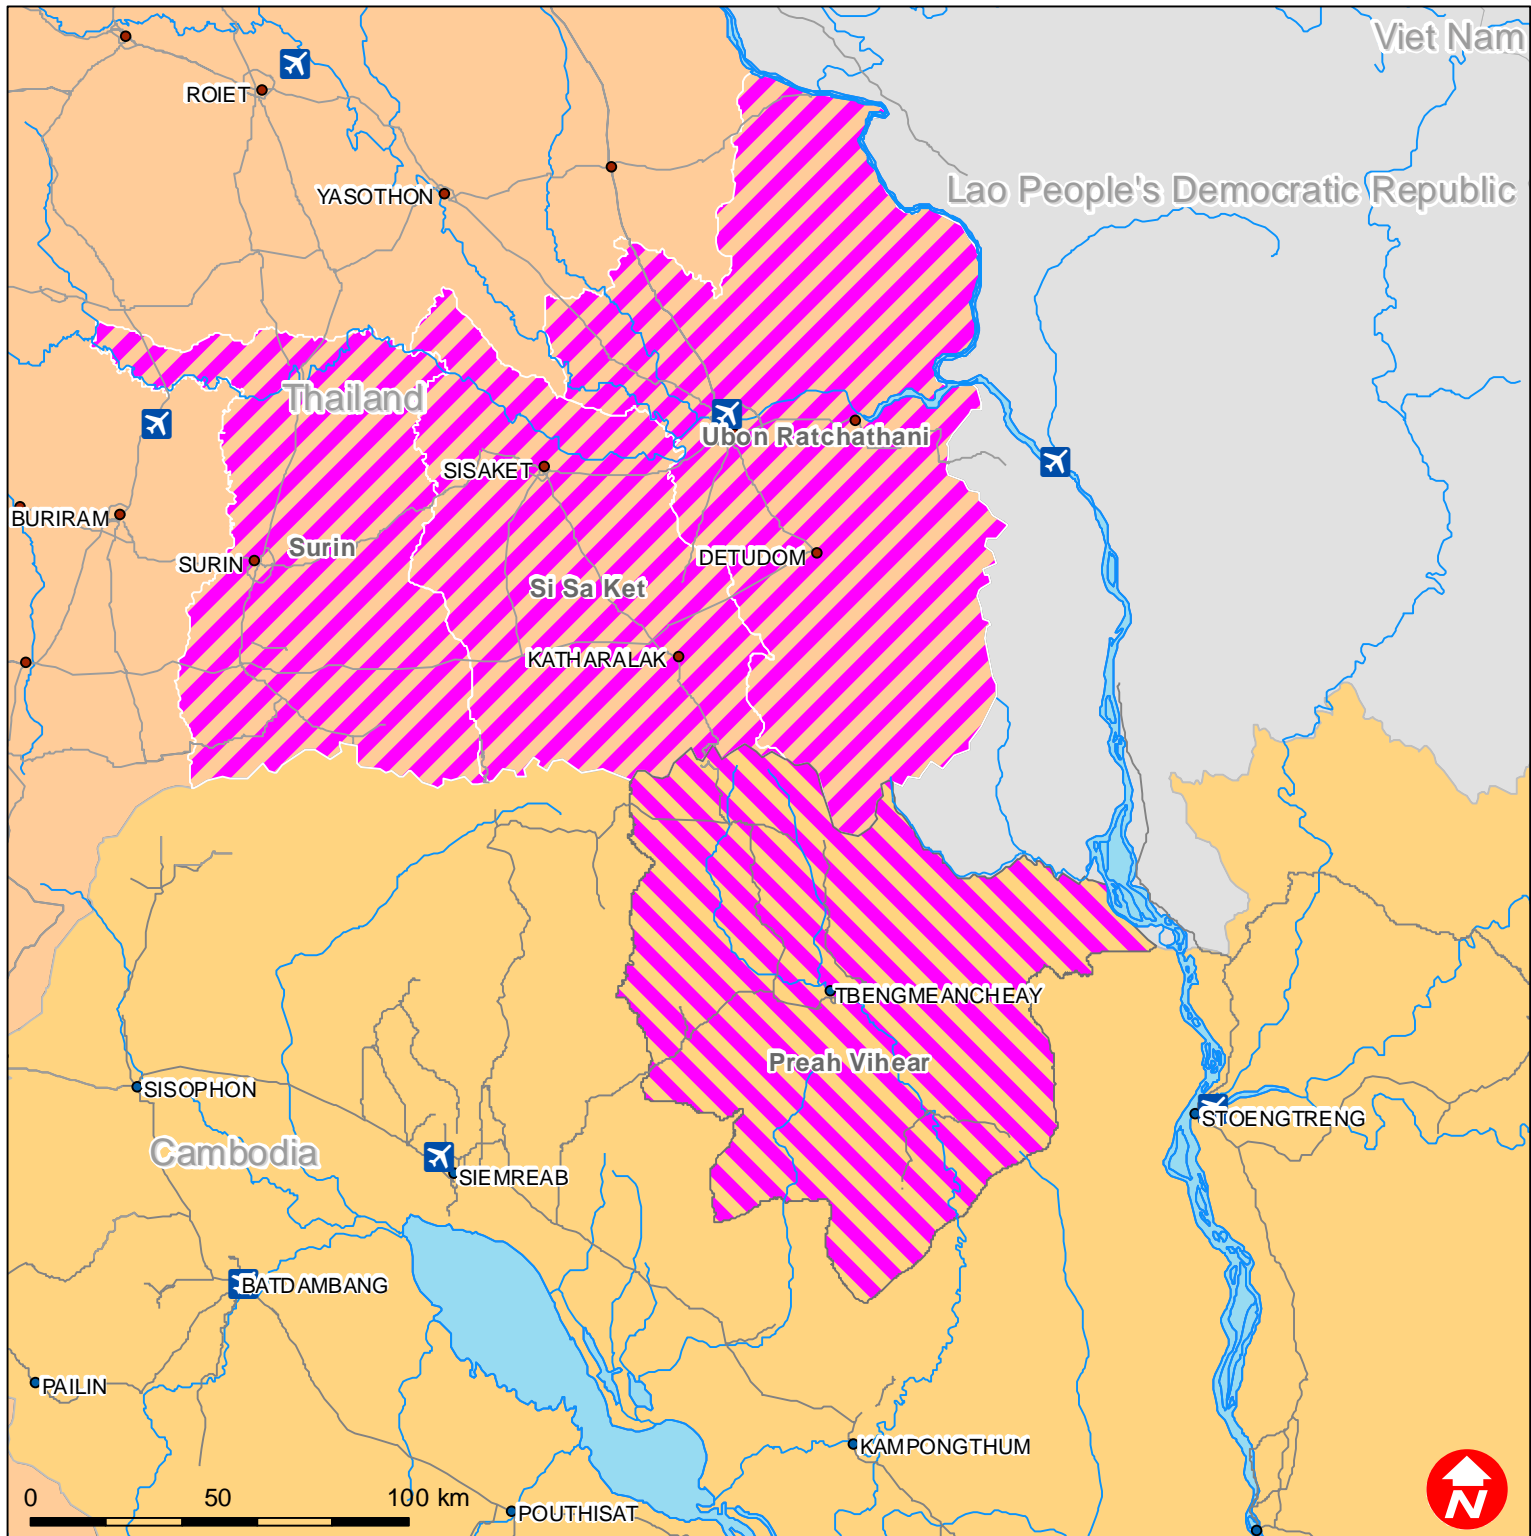 Viet Nam
ROIET
YASOTHON
Lao People's Democratic Republic
Thailand
Ubon Ratchathani
SISAKET
BURIRAM
SURIN
Surin
DETUDOM
Si Sa Ket
KATHARALAK
TBENGMEANCHEAY
Preah Vihear
SISOPHON
STOENGTRENG
Cambodia
SIEMREAB
BATDAMBANG
PAILIN
KAMPONGTHUM
0 50 100 km
POUTHISAT
N